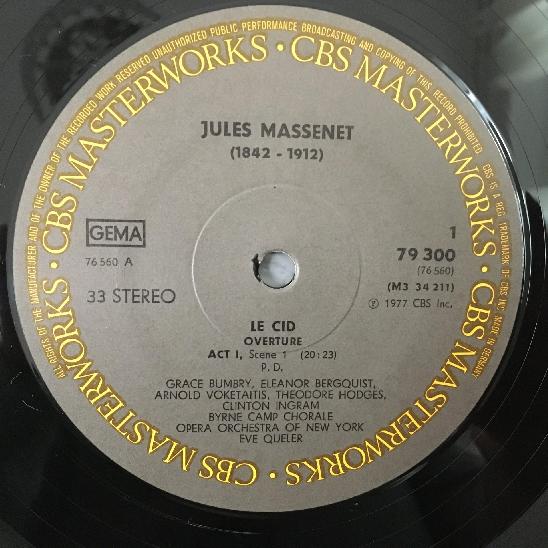 ALL RIGHTS OF THE MANUFACTURER AND OF THE OWNER OF THE RECORDED WORK RESERVED UNAUTHORIZED PUBLIC PERFORMANCE BROADCASTING AND COPYING OF THIS RECORD PROHIBITED
CBS IS A REG. TRADEMARK OF CBS INC. MADE IN GERMANY
CBS MASTERWORKS · CBS MASTERWORKS · CBS MASTERWORKS · CBS MASTERWORKS ·
JULES MASSENET
(1842 - 1912)
GEMA
76 560 A
33 STEREO
1
79 300
(76 560)
(M3 34 211)
℗ 1977 CBS Inc.
LE CID
OVERTURE
ACT I, Scene 1 (20:23)
P. D.
GRACE BUMBRY, ELEANOR BERGQUIST,
ARNOLD VOKETAITIS, THEODORE HODGES,
CLINTON INGRAM
BYRNE CAMP CHORALE
OPERA ORCHESTRA OF NEW YORK
EVE QUELER